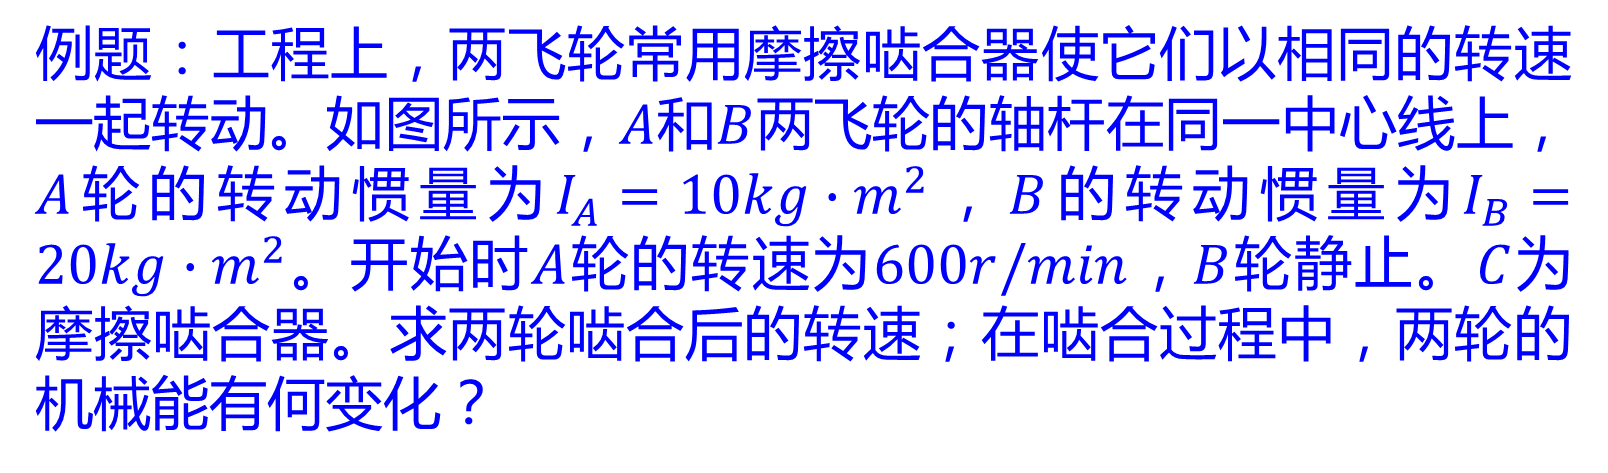 例题：工程上，两飞轮常用摩擦啮合器使它们以相同的转速
一起转动。如图所示，A和B两飞轮的轴杆在同一中心线上，
A轮的转动惯量为I_A = 10kg · m²，B的转动惯量为I_B =
20kg · m²。开始时A轮的转速为600r/min，B轮静止。C为
摩擦啮合器。求两轮啮合后的转速；在啮合过程中，两轮的
机械能有何变化？